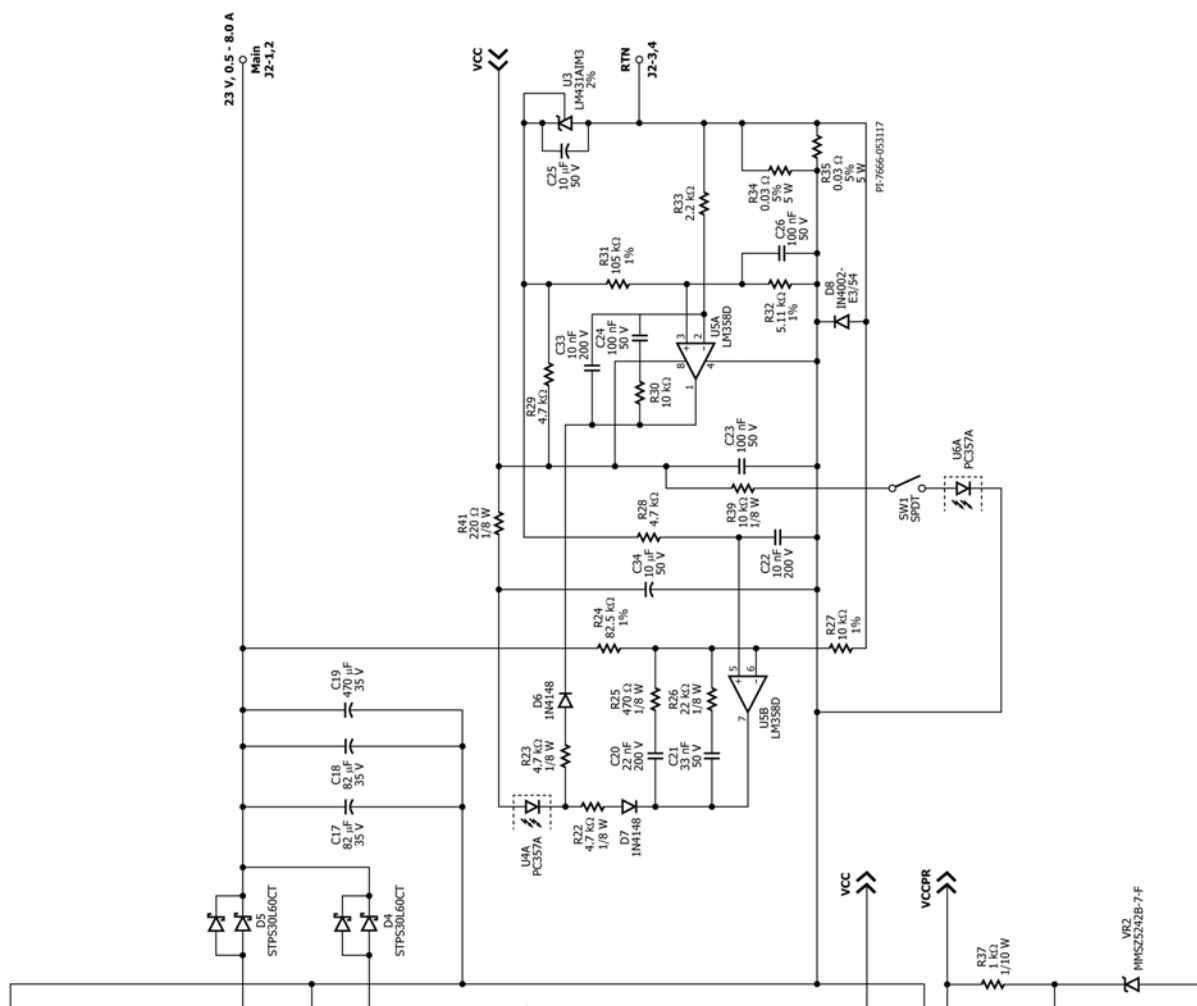 23 V, 0.5 - 8.0 A
Main
J2-1,2
VCC
RTN
J2-3,4
U3
LM431AIM3
2%
C25
10 µF
50 V
R33
2.2 kΩ
R34
0.03 Ω
5%
5 W
R35
0.03 Ω
5%
5 W
PI-7666-053117
R31
105 kΩ
1%
C26
100 nF
50 V
R32
5.11 kΩ
1%
D8
IN4002-
E3/54
C33
10 nF
200 V
C24
100 nF
50 V
R30
10 kΩ
3
2
+
-
8
4
1
U5A
LM358D
R29
4.7 kΩ
C23
100 nF
50 V
R39
10 kΩ
1/8 W
SW1
SPDT
U6A
PC357A
R41
220 Ω
1/8 W
R28
4.7 kΩ
C22
10 nF
200 V
C34
10 µF
50 V
R24
82.5 kΩ
1%
R27
10 kΩ
1%
C19
470 µF
35 V
C18
82 µF
35 V
C17
82 µF
35 V
D6
1N4148
R23
4.7 kΩ
1/8 W
R25
470 Ω
1/8 W
R26
22 kΩ
1/8 W
C20
22 nF
200 V
C21
33 nF
50 V
5
6
+
-
7
U5B
LM358D
U4A
PC357A
R22
4.7 kΩ
1/8 W
D7
1N4148
D5
STPS30L60CT
D4
STPS30L60CT
VCC
VCCPR
R37
1 kΩ
1/10 W
VR2
MMSZ5242B-7-F